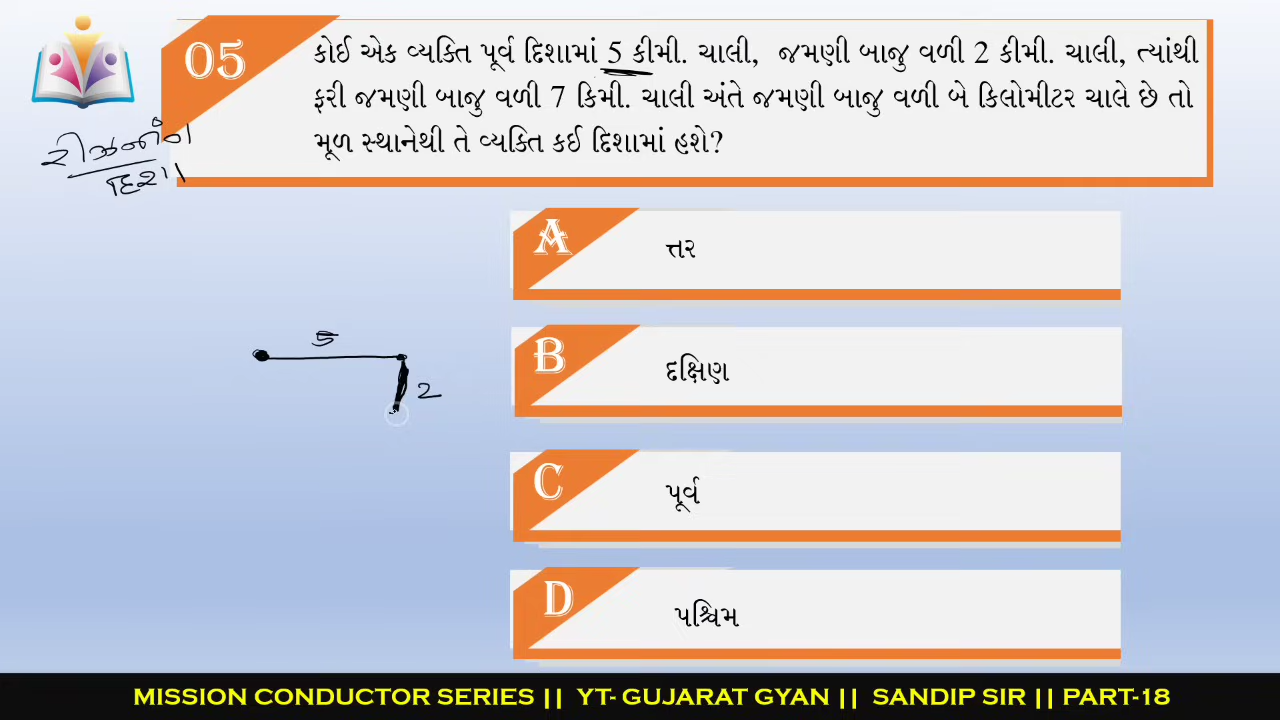 05
કોઈ એક વ્યક્તિ પૂર્વ દિશામાં 5 કીમી. ચાલી, જમણી બાજુ વળી 2 કીમી. ચાલી, ત્યાંથી
ફરી જમણી બાજુ વળી 7 કિમી. ચાલી અંતે જમણી બાજુ વળી બે કિલોમીટર ચાલે છે તો
મૂળ સ્થાનેથી તે વ્યક્તિ કઈ દિશામાં હશે?
રીઝનીંગ
દિશા
A ત્તર
5
B દક્ષિણ
2
C પૂર્વ
D પશ્ચિમ
MISSION CONDUCTOR SERIES || YT- GUJARAT GYAN || SANDIP SIR || PART-18